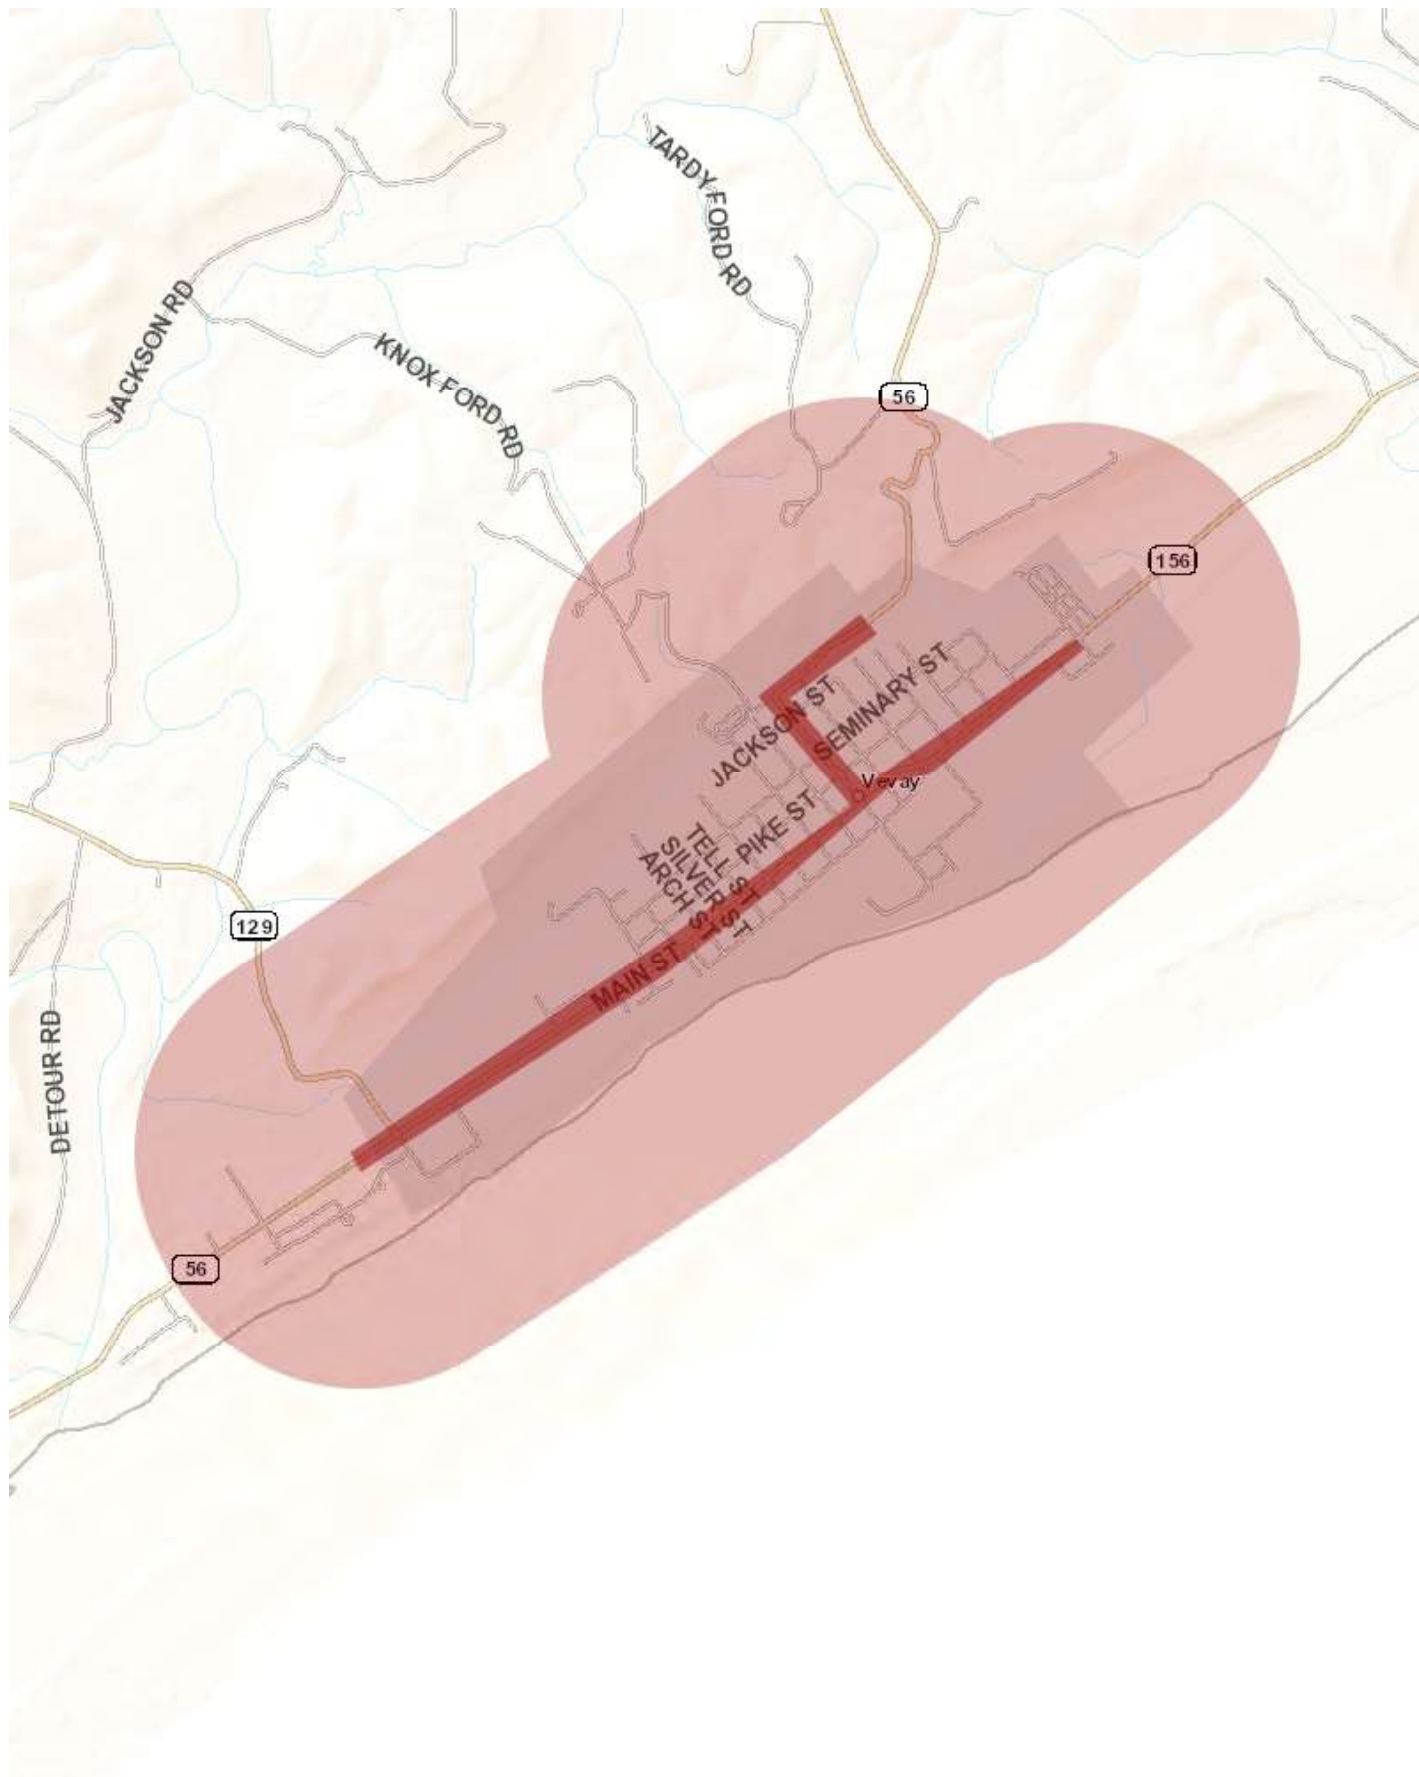 TARDY FORD RD
JACKSON RD
KNOX FORD RD
56
156
JACKSON ST
SEMINARY ST
Vevay
PIKE ST
TELL ST
SILVER ST
ARCH ST
MAIN ST
129
DETOUR RD
56